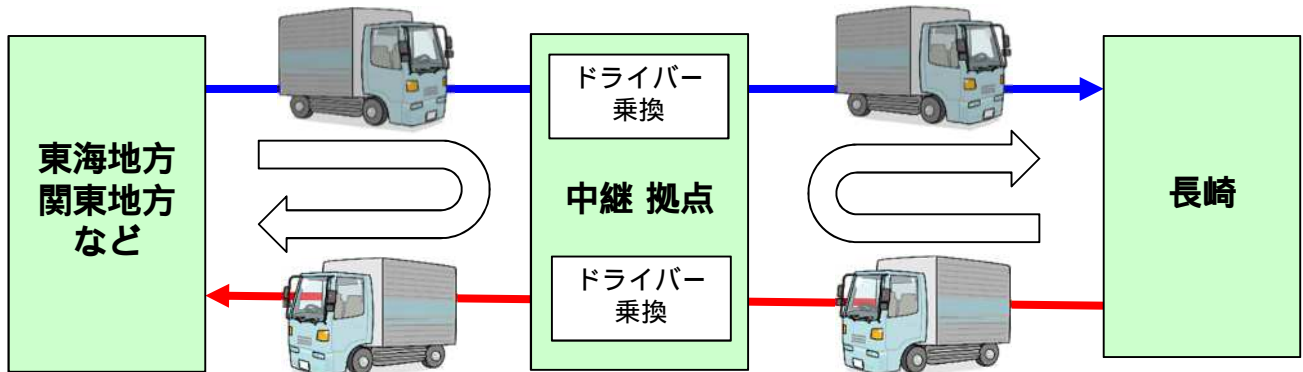 東海地方
関東地方
など
ドライバー
乗換
中継 拠点
ドライバー
乗換
長崎